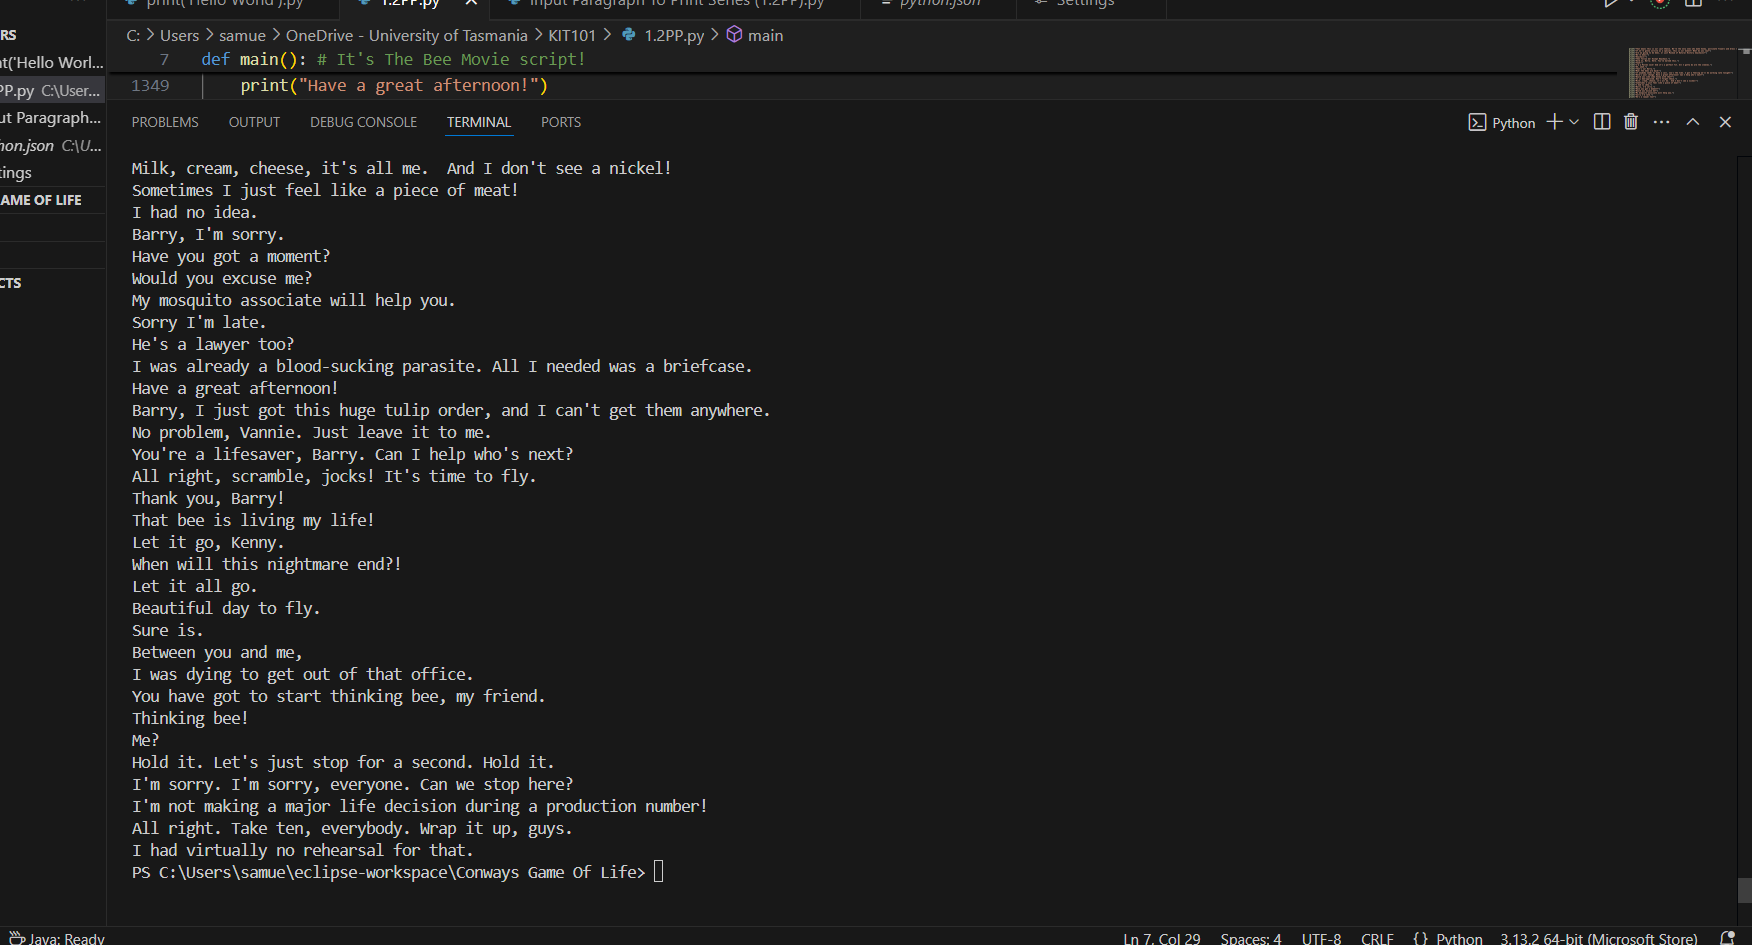 print('Hello World').py
1.2PP.py
Input Paragraph To Print Series (1.2PP).py
python.json
Settings
RS
C: > Users > samue > OneDrive - University of Tasmania > KIT101 > 1.2PP.py > main
nt('Hello Worl...
7 def main(): # It's The Bee Movie script!
PP.py C:\User...
1349 print("Have a great afternoon!")
ut Paragraph...
hon.json C:\U...
tings
AME OF LIFE
CTS
PROBLEMS OUTPUT DEBUG CONSOLE TERMINAL PORTS
Python
Milk, cream, cheese, it's all me.  And I don't see a nickel!
Sometimes I just feel like a piece of meat!
I had no idea.
Barry, I'm sorry.
Have you got a moment?
Would you excuse me?
My mosquito associate will help you.
Sorry I'm late.
He's a lawyer too?
I was already a blood-sucking parasite. All I needed was a briefcase.
Have a great afternoon!
Barry, I just got this huge tulip order, and I can't get them anywhere.
No problem, Vannie. Just leave it to me.
You're a lifesaver, Barry. Can I help who's next?
All right, scramble, jocks! It's time to fly.
Thank you, Barry!
That bee is living my life!
Let it go, Kenny.
When will this nightmare end?!
Let it all go.
Beautiful day to fly.
Sure is.
Between you and me,
I was dying to get out of that office.
You have got to start thinking bee, my friend.
Thinking bee!
Me?
Hold it. Let's just stop for a second. Hold it.
I'm sorry. I'm sorry, everyone. Can we stop here?
I'm not making a major life decision during a production number!
All right. Take ten, everybody. Wrap it up, guys.
I had virtually no rehearsal for that.
PS C:\Users\samue\eclipse-workspace\Conways Game Of Life>
Java: Ready
Ln 7, Col 29 Spaces: 4 UTF-8 CRLF {} Python 3.13.2 64-bit (Microsoft Store)